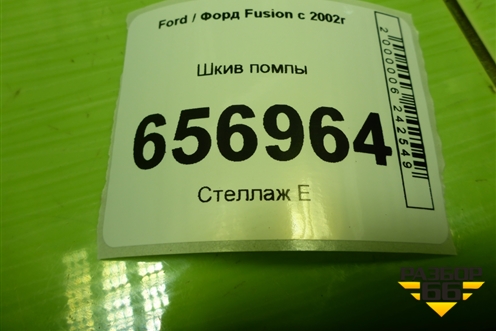 Ford / Форд Fusion с 2002г
Шкив помпы
656964
Стеллаж Е
2000006242549
РАЗБОР
66